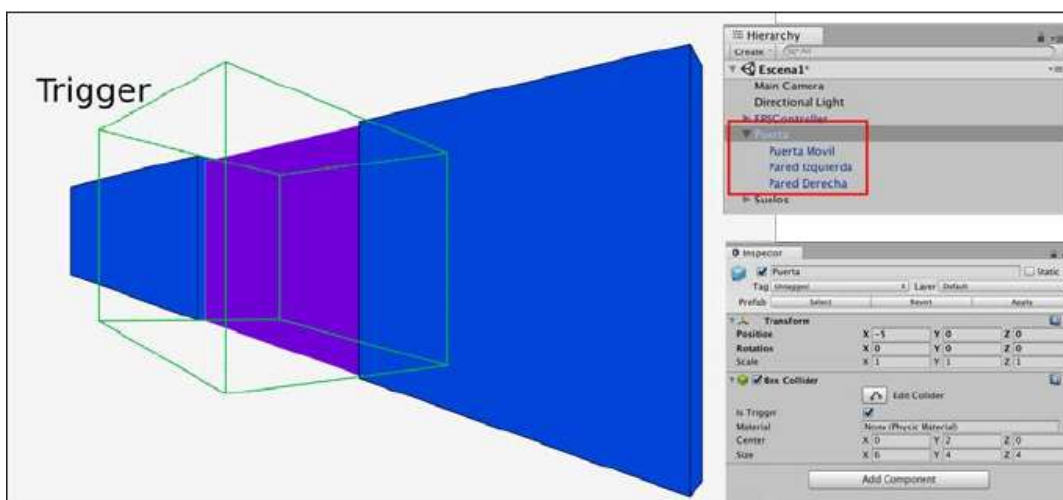 Trigger
Hierarchy
Create
All
Escena1*
Main Camera
Directional Light
FPSController
Puerta
Puerta Movil
Pared Izquierda
Pared Derecha
Suelos
Inspector
Puerta Static
Tag Untagged Layer Default
Prefab Select Revert Apply
Transform
Position X -5 Y 0 Z 0
Rotation X 0 Y 0 Z 0
Scale X 1 Y 1 Z 1
Box Collider
Edit Collider
Is Trigger
Material None (Physic Material)
Center X 0 Y 2 Z 0
Size X 6 Y 4 Z 4
Add Component